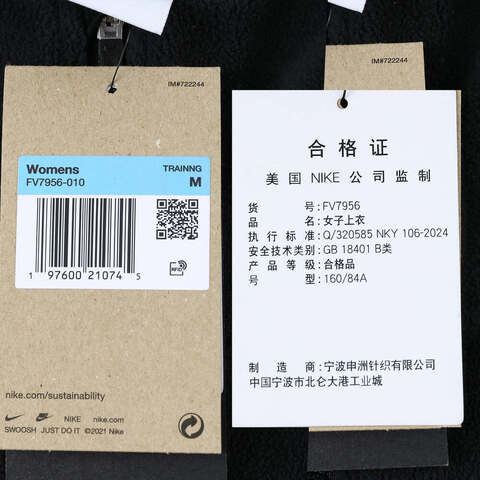 IM#722244
Womens
TRAINNG
FV7956-010
M
1 97600 21074 5
RFID
nike.com/sustainability
NIKE
nike.com
SWOOSH JUST DO IT ©2021 Nike
IM#722244
合格证
美国 NIKE 公司监制
货号:FV7956
品名:女子上衣
执行标准:Q/320585 NKY 106-2024
安全技术类别:GB 18401 B类
产品等级:合格品
号型:160/84A
制造商:宁波申洲针织有限公司
中国宁波市北仑大港工业城